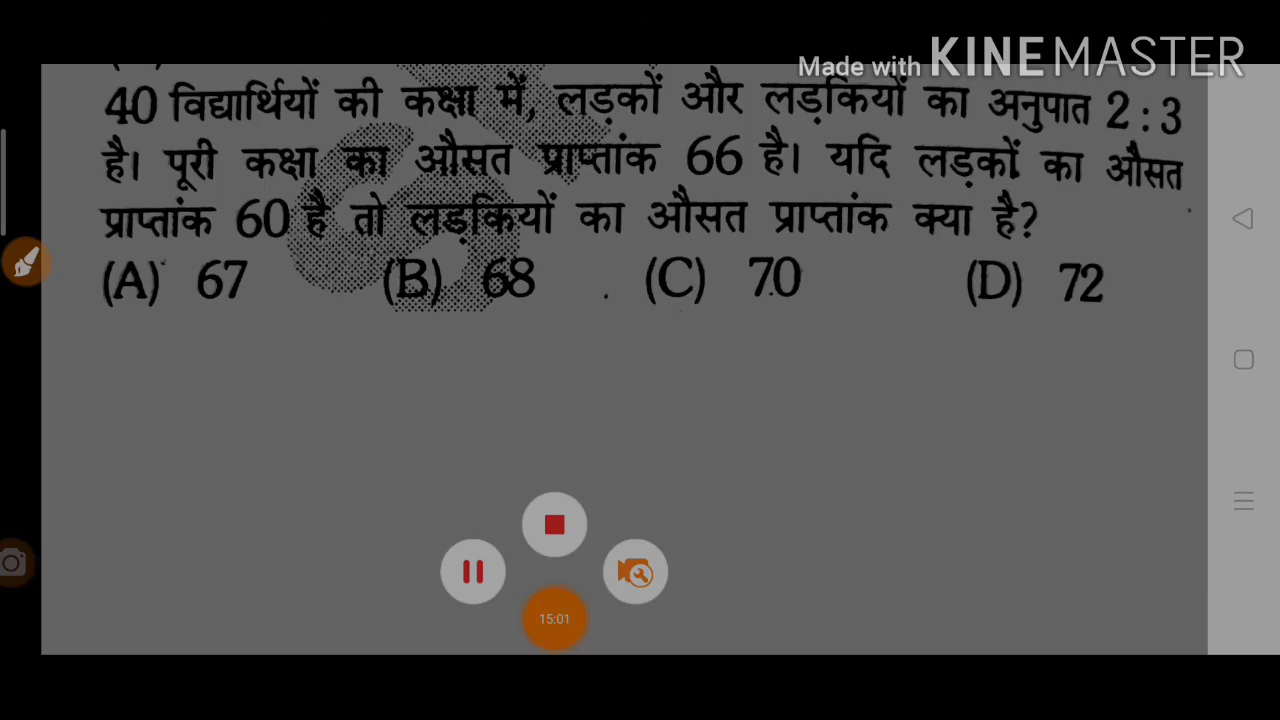 Made with KINEMASTER
40 विद्यार्थियों की कक्षा में, लड़कों और लड़कियों का अनुपात 2 : 3
है। पूरी कक्षा का औसत प्राप्तांक 66 है। यदि लड़कों का औसत
प्राप्तांक 60 है तो लड़कियों का औसत प्राप्तांक क्या है?
(A) 67 (B) 68 (C) 70 (D) 72
15:01